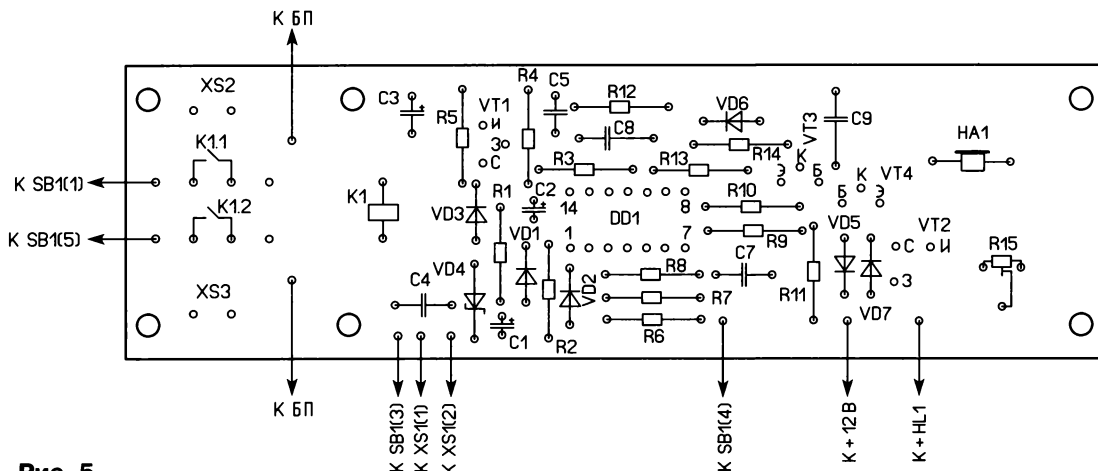 К БП
XS2
C3
R5
VT1
И
З
С
R4
C5
R12
C8
VD6
VT3
C9
HA1
R14
К
Э
Б
К1.1
К SB1(1)
R3
R13
К
Э
VT4
Б
K1
VD3
R1
C2
14
8
DD1
R10
К1.2
К SB1(5)
1
7
R9
VD1
VD5
С
И
VT2
R15
VD4
C4
VD2
R8
C7
R11
З
XS3
R7
VD7
C1
R2
R6
К БП
К SB1(3)
К XS1(1)
К XS1(2)
К SB1(4)
К + 12 В
К + HL1
Рис. 5